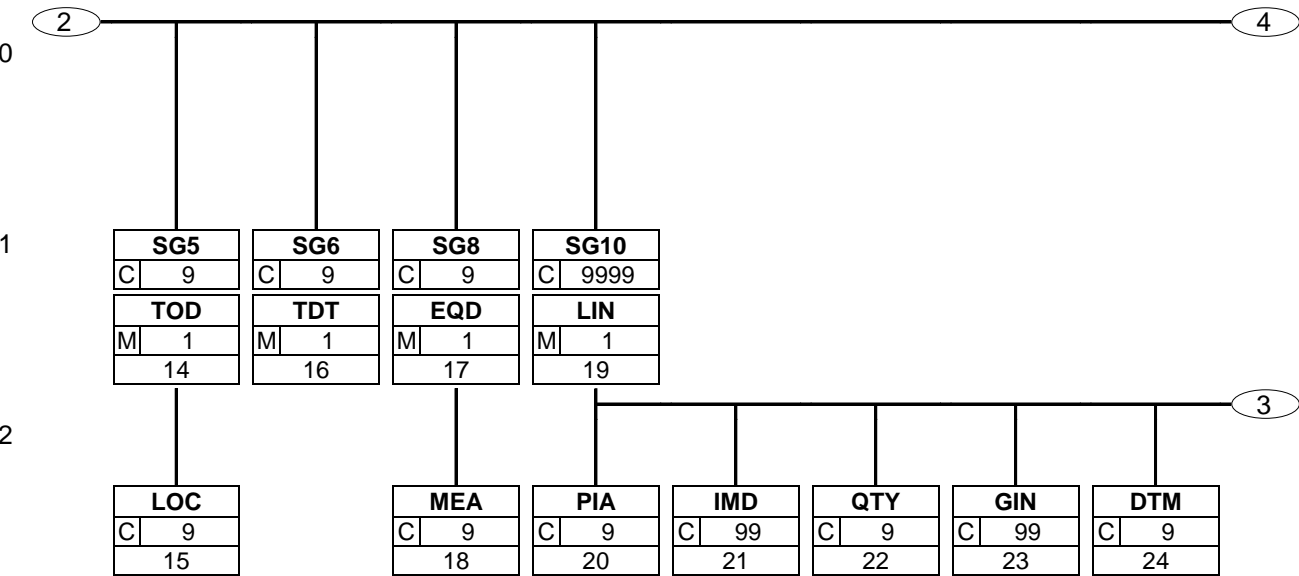 2 4
0
1
SG5 SG6 SG8 SG10
C 9 C 9 C 9 C 9999
TOD TDT EQD LIN
M 1 M 1 M 1 M 1
14 16 17 19
3
2
LOC MEA PIA IMD QTY GIN DTM
C 9 C 9 C 9 C 99 C 9 C 99 C 9
15 18 20 21 22 23 24